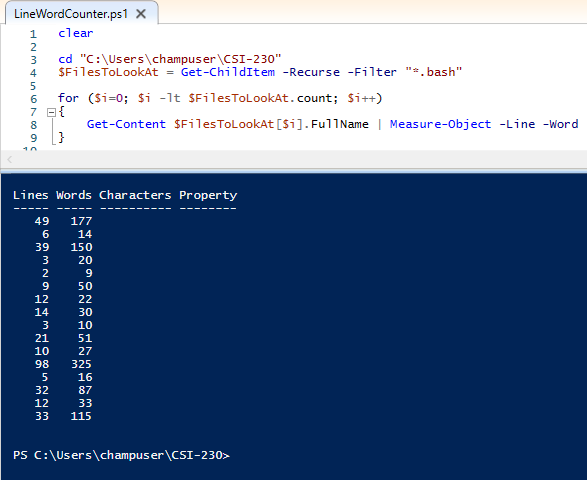 LineWordCounter.ps1 X
1 clear
2
3 cd "C:\Users\champuser\CSI-230"
4 $FilesToLookAt = Get-ChildItem -Recurse -Filter "*.bash"
5
6 for ($i=0; $i -lt $FilesToLookAt.count; $i++)
7 {
8 Get-Content $FilesToLookAt[$i].FullName | Measure-Object -Line -Word
9 }
10
Lines Words Characters Property
----- ----- ---------- --------
49 177
6 14
39 150
3 20
2 9
9 50
12 22
14 30
3 10
21 51
10 27
98 325
5 16
32 87
12 33
33 115
PS C:\Users\champuser\CSI-230>